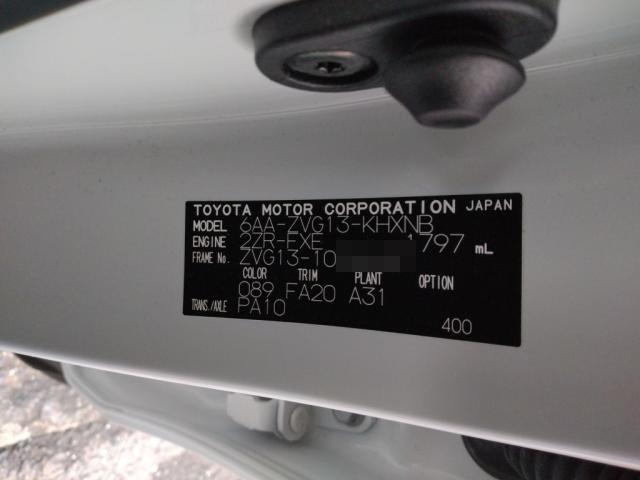 TOYOTA MOTOR CORPORATION JAPAN
MODEL 6AA-ZVG13-KHXNB
ENGINE 2ZR-FXE 1797 mL
FRAME No. ZVG13-10
COLOR TRIM PLANT OPTION
089 FA20 A31
TRANS./AXLE PA10
400